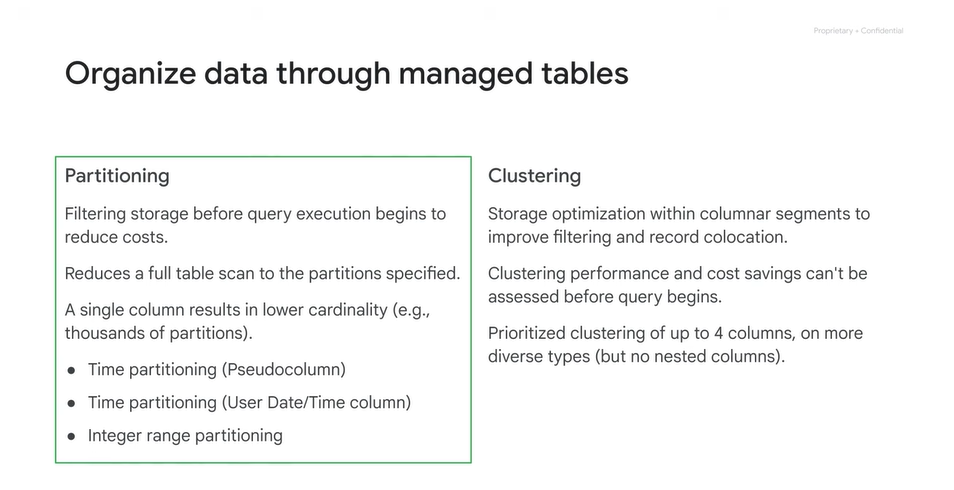 Proprietary + Confidential
Organize data through managed tables
Partitioning
Filtering storage before query execution begins to
reduce costs.
Reduces a full table scan to the partitions specified.
A single column results in lower cardinality (e.g.,
thousands of partitions).
● Time partitioning (Pseudocolumn)
● Time partitioning (User Date/Time column)
● Integer range partitioning
Clustering
Storage optimization within columnar segments to
improve filtering and record colocation.
Clustering performance and cost savings can't be
assessed before query begins.
Prioritized clustering of up to 4 columns, on more
diverse types (but no nested columns).